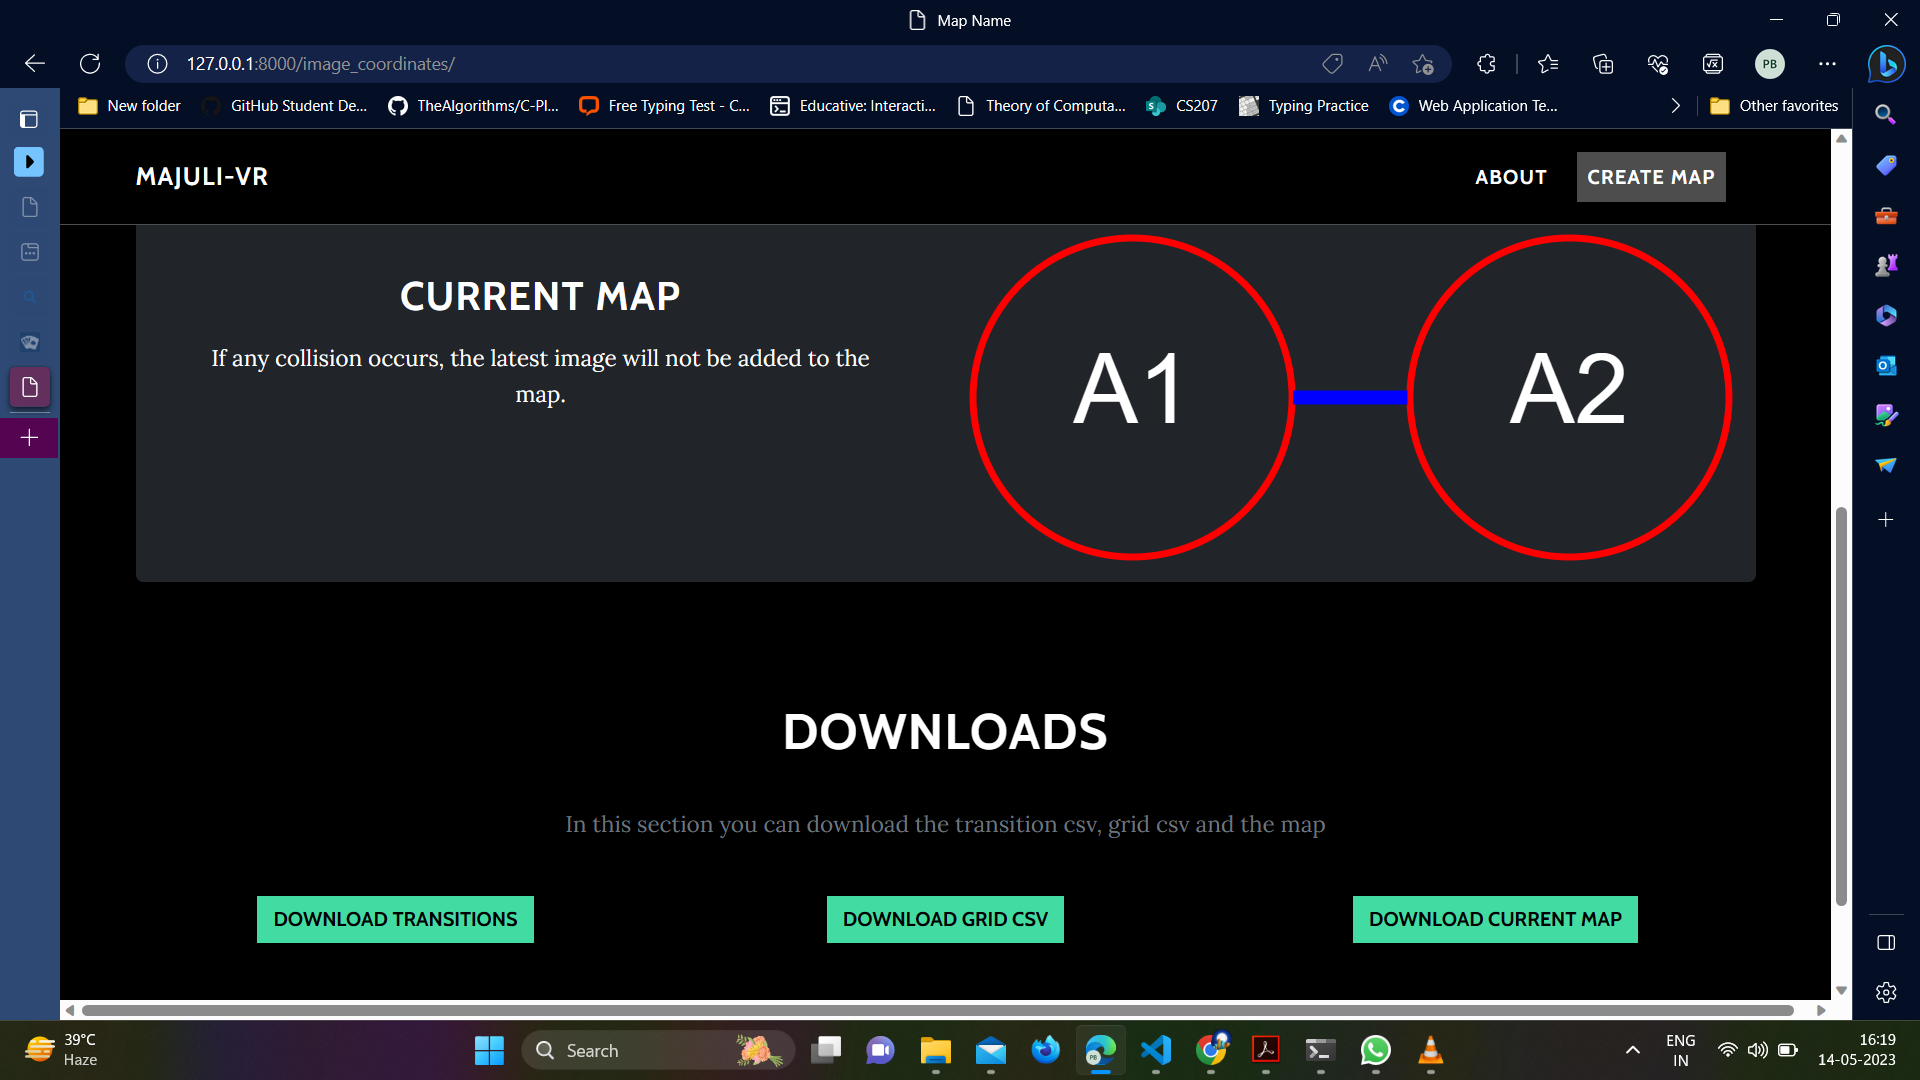 Map Name
127.0.0.1:8000/image_coordinates/
PB
New folder
GitHub Student De...
TheAlgorithms/C-Pl...
Free Typing Test - C...
Educative: Interacti...
Theory of Computa...
CS207
Typing Practice
Web Application Te...
Other favorites
MAJULI-VR
ABOUT
CREATE MAP
CURRENT MAP
If any collision occurs, the latest image will not be added to the
map.
A1
A2
DOWNLOADS
In this section you can download the transition csv, grid csv and the map
DOWNLOAD TRANSITIONS
DOWNLOAD GRID CSV
DOWNLOAD CURRENT MAP
39°C
Haze
Search
ENG
IN
16:19
14-05-2023